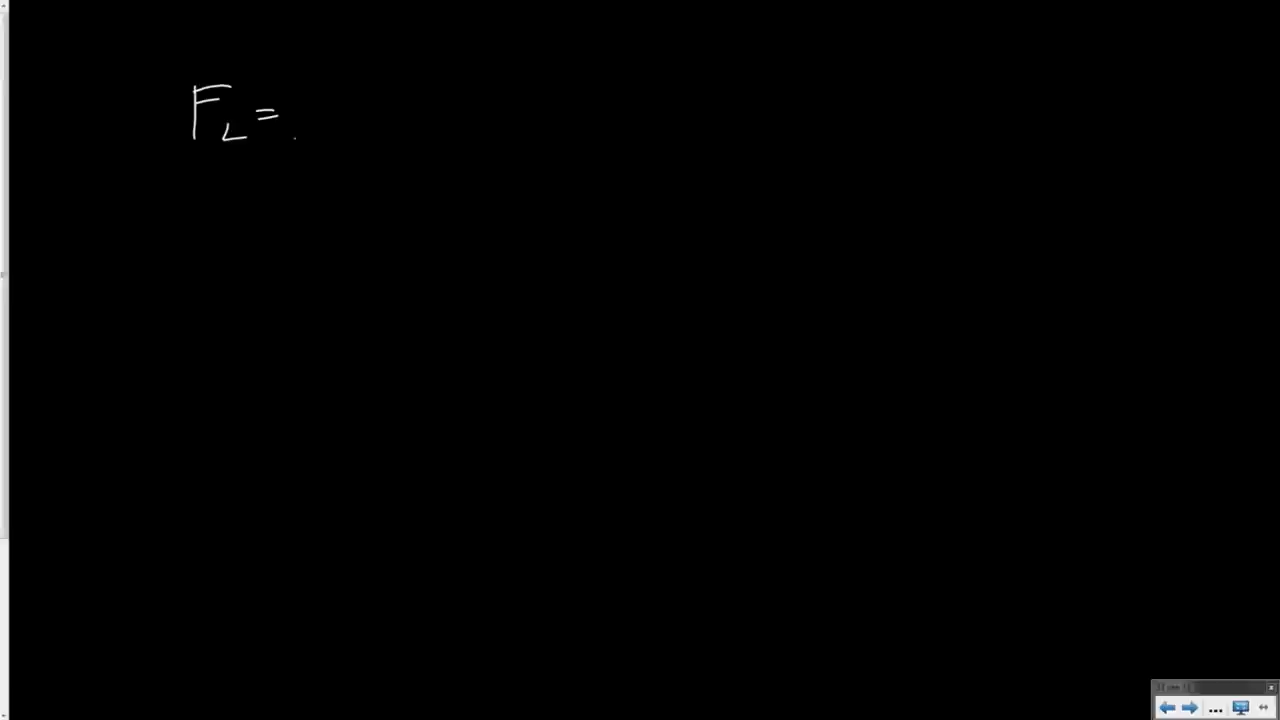 F_L =